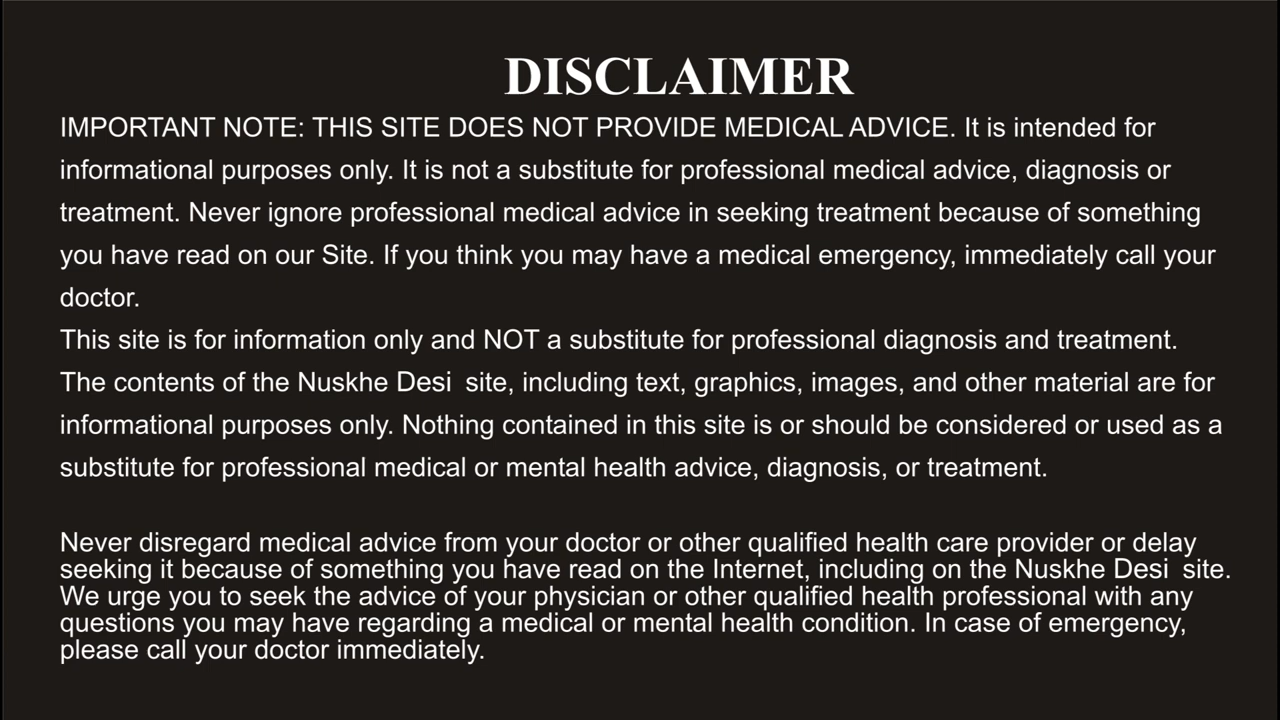 DISCLAIMER
IMPORTANT NOTE: THIS SITE DOES NOT PROVIDE MEDICAL ADVICE. It is intended for
informational purposes only. It is not a substitute for professional medical advice, diagnosis or
treatment. Never ignore professional medical advice in seeking treatment because of something
you have read on our Site. If you think you may have a medical emergency, immediately call your
doctor.
This site is for information only and NOT a substitute for professional diagnosis and treatment.
The contents of the Nuskhe Desi  site, including text, graphics, images, and other material are for
informational purposes only. Nothing contained in this site is or should be considered or used as a
substitute for professional medical or mental health advice, diagnosis, or treatment.
Never disregard medical advice from your doctor or other qualified health care provider or delay
seeking it because of something you have read on the Internet, including on the Nuskhe Desi  site.
We urge you to seek the advice of your physician or other qualified health professional with any
questions you may have regarding a medical or mental health condition. In case of emergency,
please call your doctor immediately.